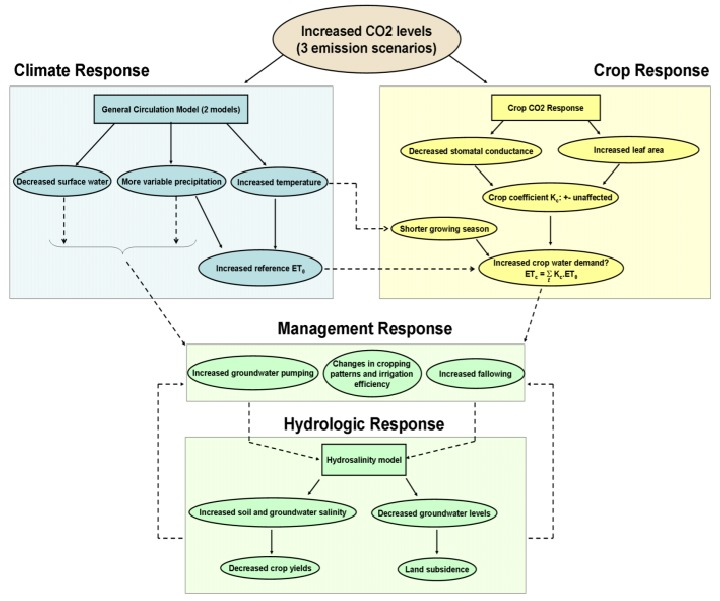 Increased CO2 levels
(3 emission scenarios)
Climate Response
Crop Response
General Circulation Model (2 models)
Decreased surface water
More variable precipitation
Increased temperature
Increased reference ET₀
Crop CO2 Response
Decreased stomatal conductance
Increased leaf area
Crop coefficient Kc: +- unaffected
Shorter growing season
Increased crop water demand?
ETc = Σ Kc.ET₀
t
Management Response
Increased groundwater pumping
Changes in cropping
patterns and irrigation
efficiency
Increased fallowing
Hydrologic Response
Hydrosalinity model
Increased soil and groundwater salinity
Decreased groundwater levels
Decreased crop yields
Land subsidence